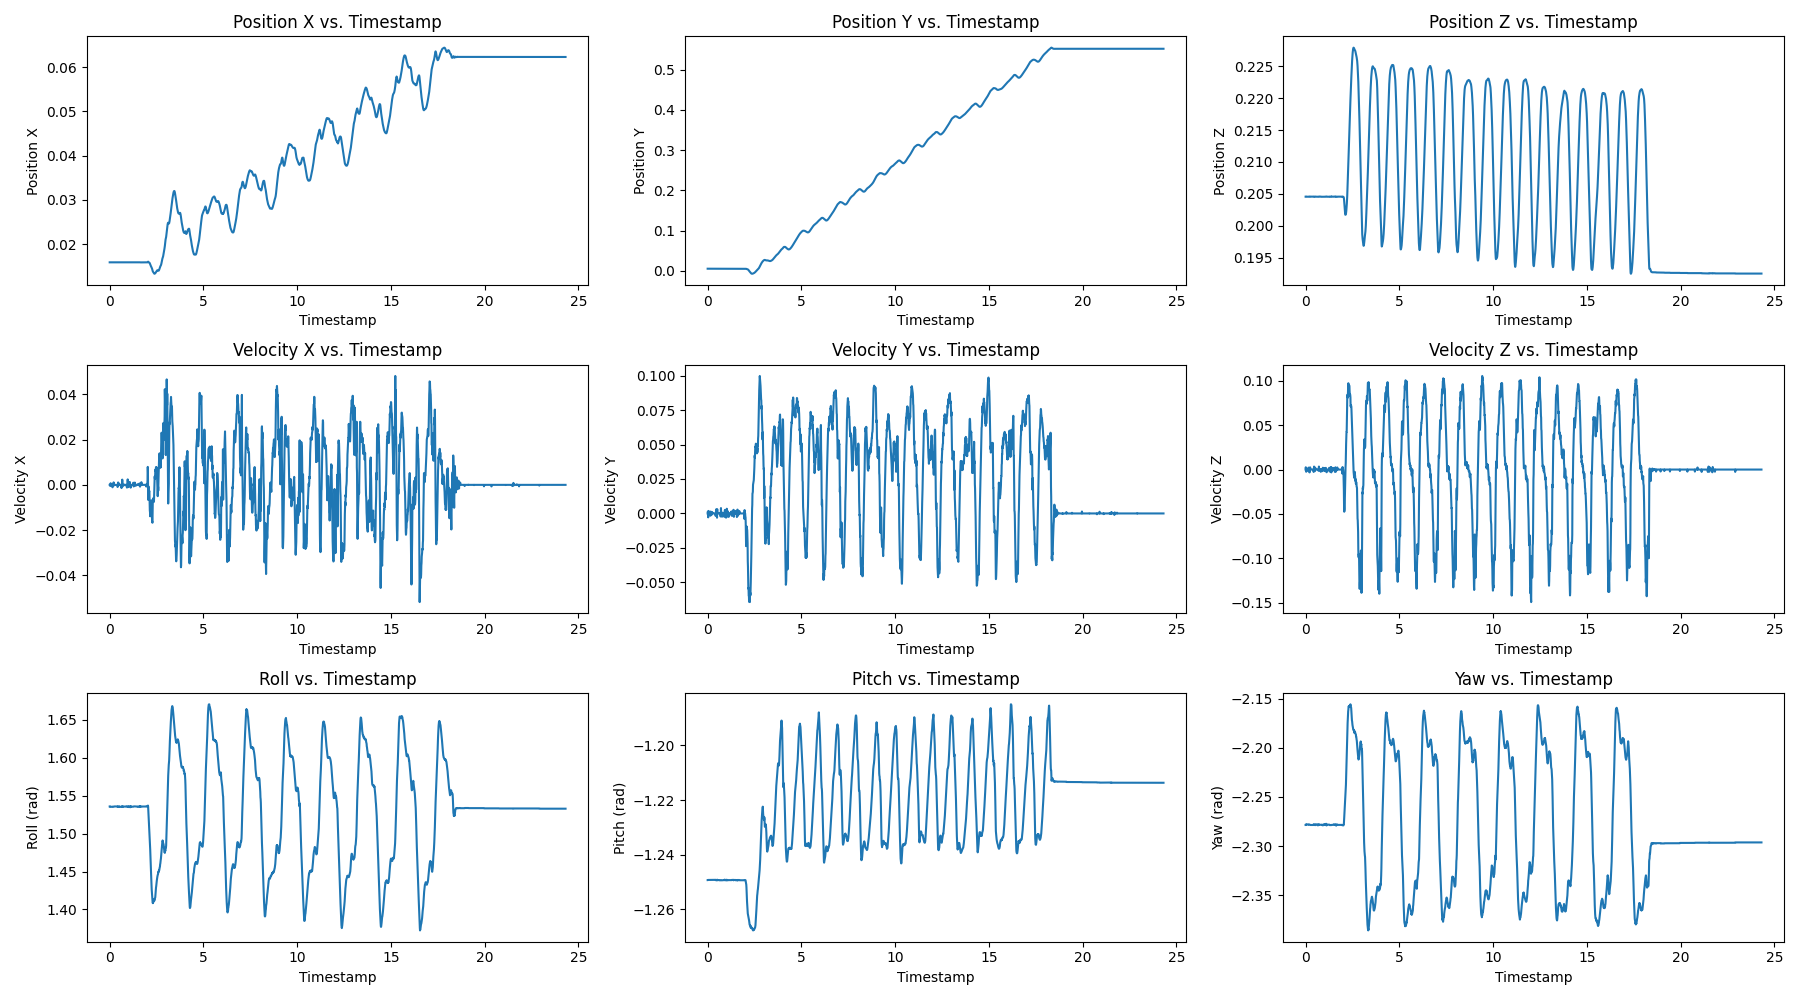 Position X vs. Timestamp
Position X
0.06
0.05
0.04
0.03
0.02
0 5 10 15 20 25
Timestamp
Position Y vs. Timestamp
Position Y
0.5
0.4
0.3
0.2
0.1
0.0
0 5 10 15 20 25
Timestamp
Position Z vs. Timestamp
Position Z
0.225
0.220
0.215
0.210
0.205
0.200
0.195
0 5 10 15 20 25
Timestamp
Velocity X vs. Timestamp
Velocity X
0.04
0.02
0.00
−0.02
−0.04
0 5 10 15 20 25
Timestamp
Velocity Y vs. Timestamp
Velocity Y
0.100
0.075
0.050
0.025
0.000
−0.025
−0.050
0 5 10 15 20 25
Timestamp
Velocity Z vs. Timestamp
Velocity Z
0.10
0.05
0.00
−0.05
−0.10
−0.15
0 5 10 15 20 25
Timestamp
Roll vs. Timestamp
Roll (rad)
1.65
1.60
1.55
1.50
1.45
1.40
0 5 10 15 20 25
Timestamp
Pitch vs. Timestamp
Pitch (rad)
−1.20
−1.22
−1.24
−1.26
0 5 10 15 20 25
Timestamp
Yaw vs. Timestamp
Yaw (rad)
−2.15
−2.20
−2.25
−2.30
−2.35
0 5 10 15 20 25
Timestamp